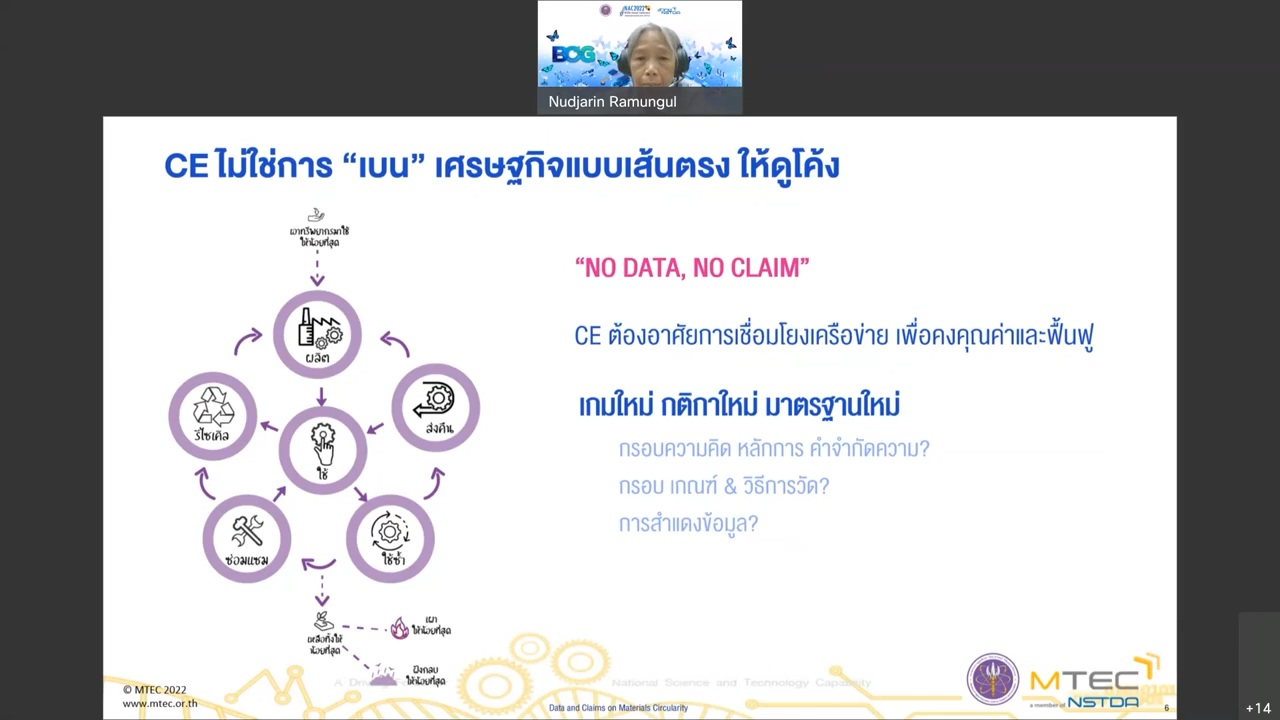 NAC2022
NSTDA
BCG
Nudjarin Ramungul
CE ไม่ใช่การ “เบน” เศรษฐกิจแบบเส้นตรง ให้ดูโค้ง
เอาทรัพยากรมาใช้
ให้น้อยที่สุด
ผลิต
รีไซเคิล
ส่งคืน
ใช้
ซ่อมแซม
ใช้ซ้ำ
เหลือทิ้งให้
น้อยที่สุด
เผา
ให้น้อยที่สุด
ฝังกลบ
ให้น้อยที่สุด
“NO DATA, NO CLAIM”
CE ต้องอาศัยการเชื่อมโยงเครือข่าย เพื่อคงคุณค่าและฟื้นฟู
เกมใหม่ กติกาใหม่ มาตรฐานใหม่
กรอบความคิด หลักการ คำจำกัดความ?
กรอบ เกณฑ์ & วิธีการวัด?
การสำแดงข้อมูล?
National Science and Technology Capability
© MTEC 2022
www.mtec.or.th
Data and Claims on Materials Circularity
MTEC
a member of NSTDA
6
+14